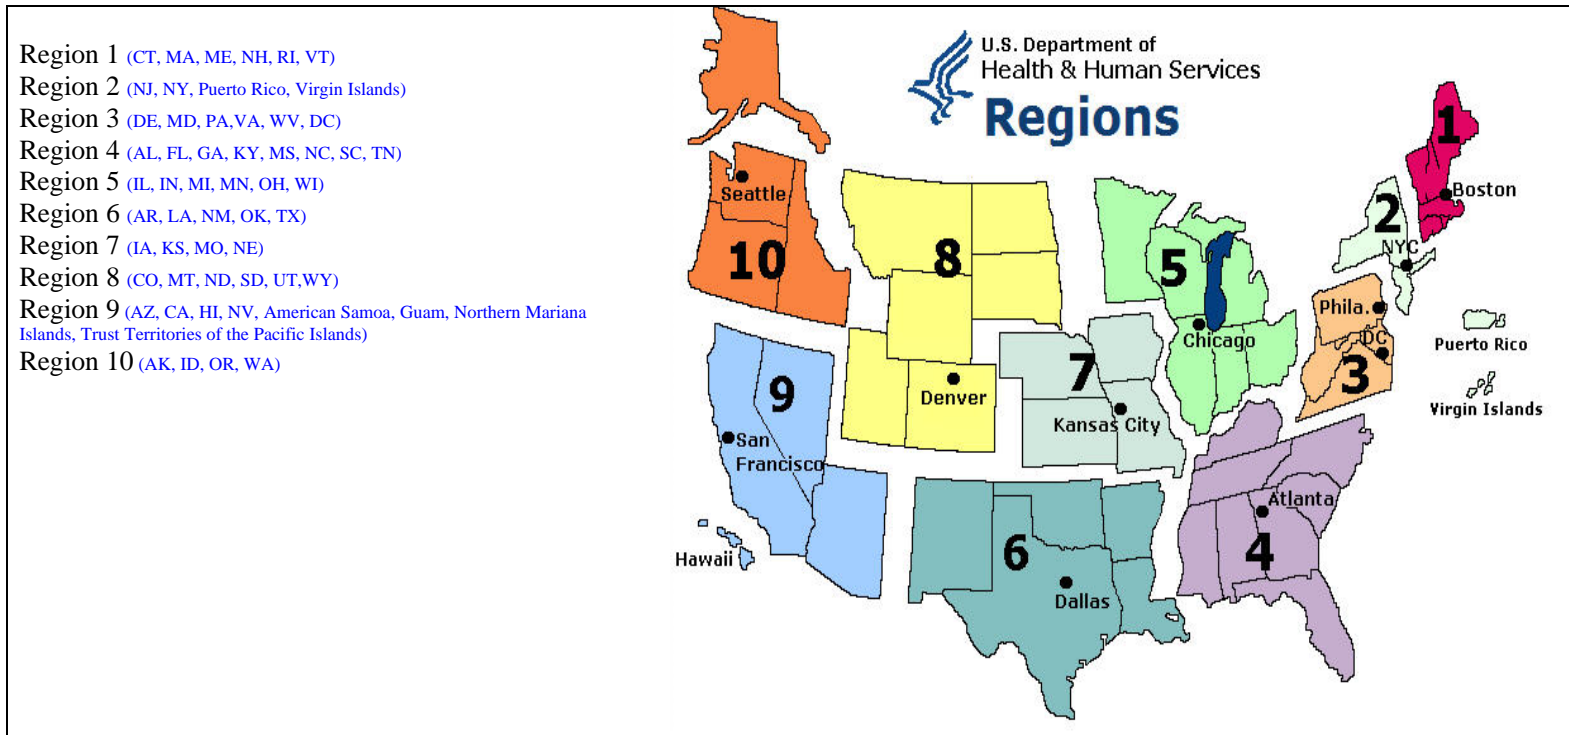 Region 1 (CT, MA, ME, NH, RI, VT)
Region 2 (NJ, NY, Puerto Rico, Virgin Islands)
Region 3 (DE, MD, PA,VA, WV, DC)
Region 4 (AL, FL, GA, KY, MS, NC, SC, TN)
Region 5 (IL, IN, MI, MN, OH, WI)
Region 6 (AR, LA, NM, OK, TX)
Region 7 (IA, KS, MO, NE)
Region 8 (CO, MT, ND, SD, UT,WY)
Region 9 (AZ, CA, HI, NV, American Samoa, Guam, Northern Mariana
Islands, Trust Territories of the Pacific Islands)
Region 10 (AK, ID, OR, WA)
U.S. Department of
Health & Human Services
Regions
1
Boston
Seattle
2
NYC
10
8
5
Phila.
DC
Chicago
Puerto Rico
7
3
9
Denver
Virgin Islands
Kansas City
San
Francisco
Atlanta
Hawaii
6
4
Dallas